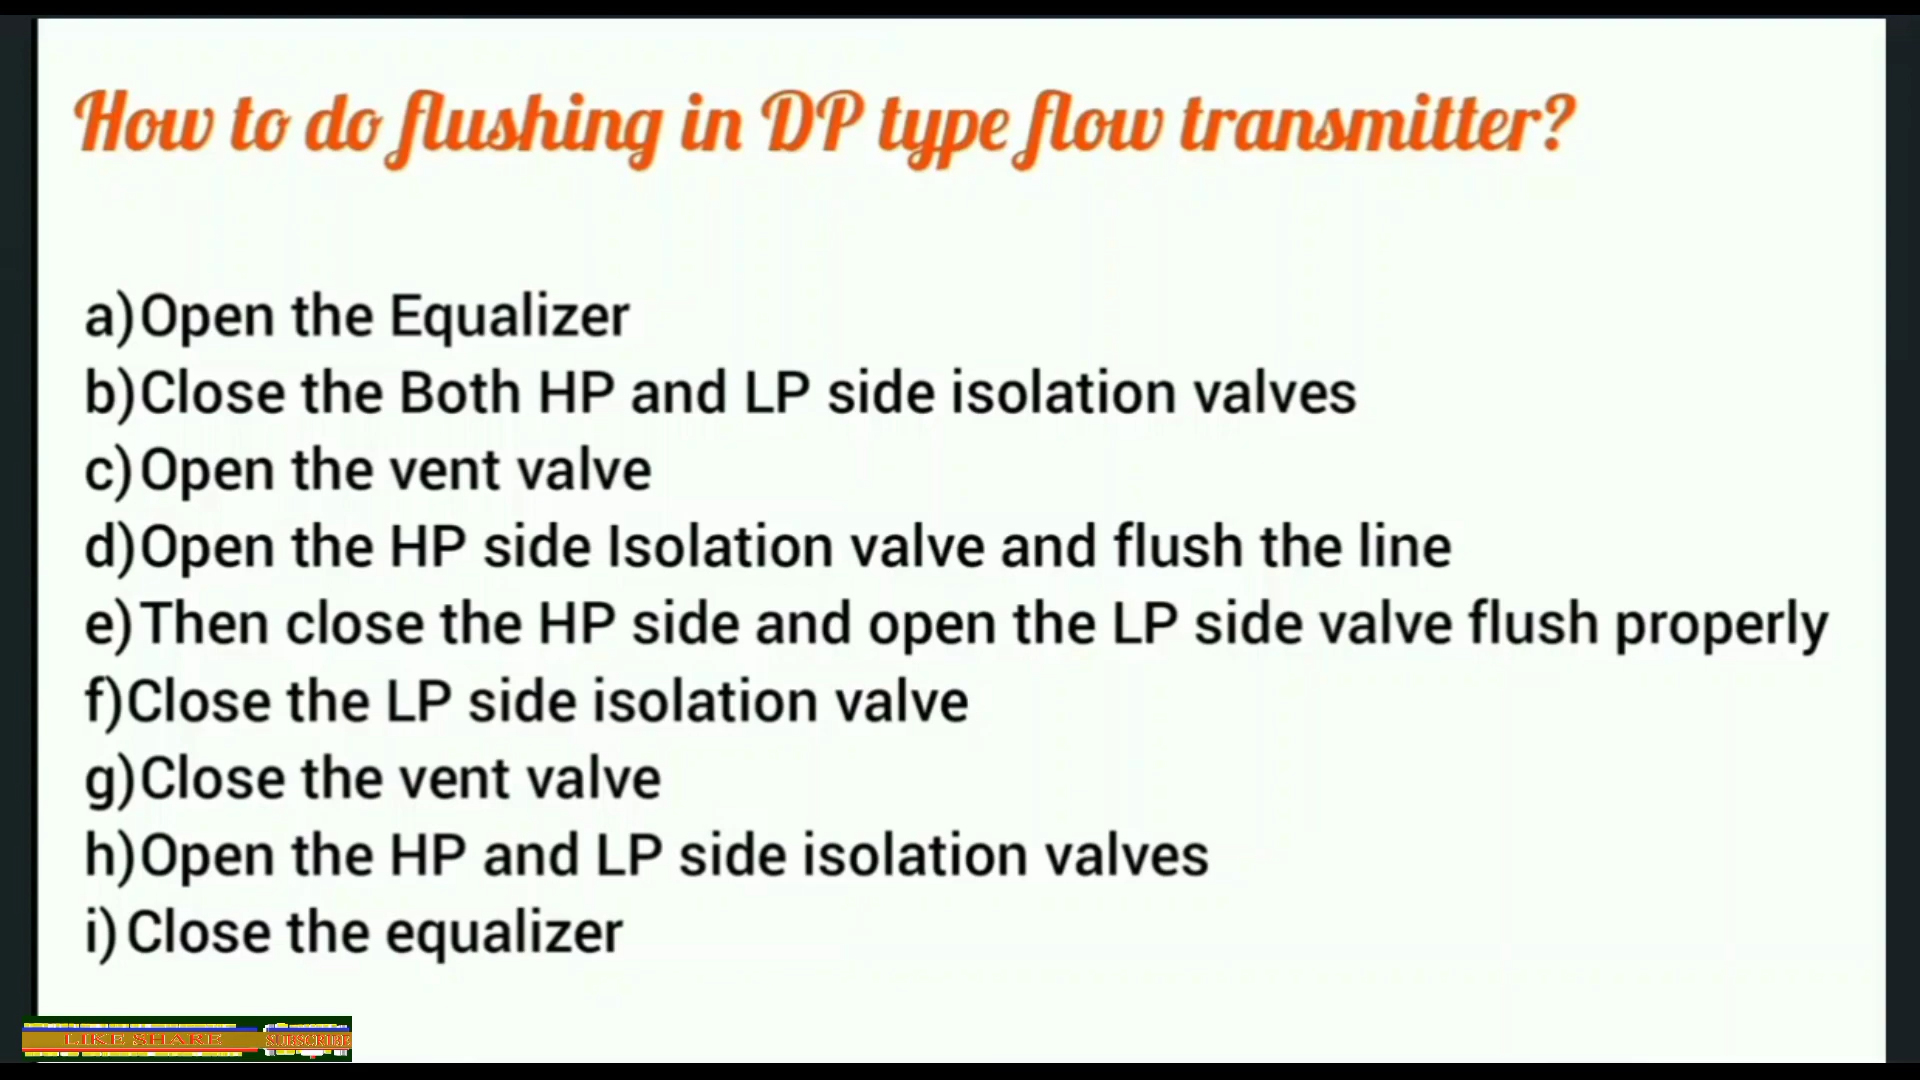 How to do flushing in DP type flow transmitter?
a)Open the Equalizer
b)Close the Both HP and LP side isolation valves
c)Open the vent valve
d)Open the HP side Isolation valve and flush the line
e)Then close the HP side and open the LP side valve flush properly
f)Close the LP side isolation valve
g)Close the vent valve
h)Open the HP and LP side isolation valves
i)Close the equalizer
LIKE SHARE SUBSCRIBE